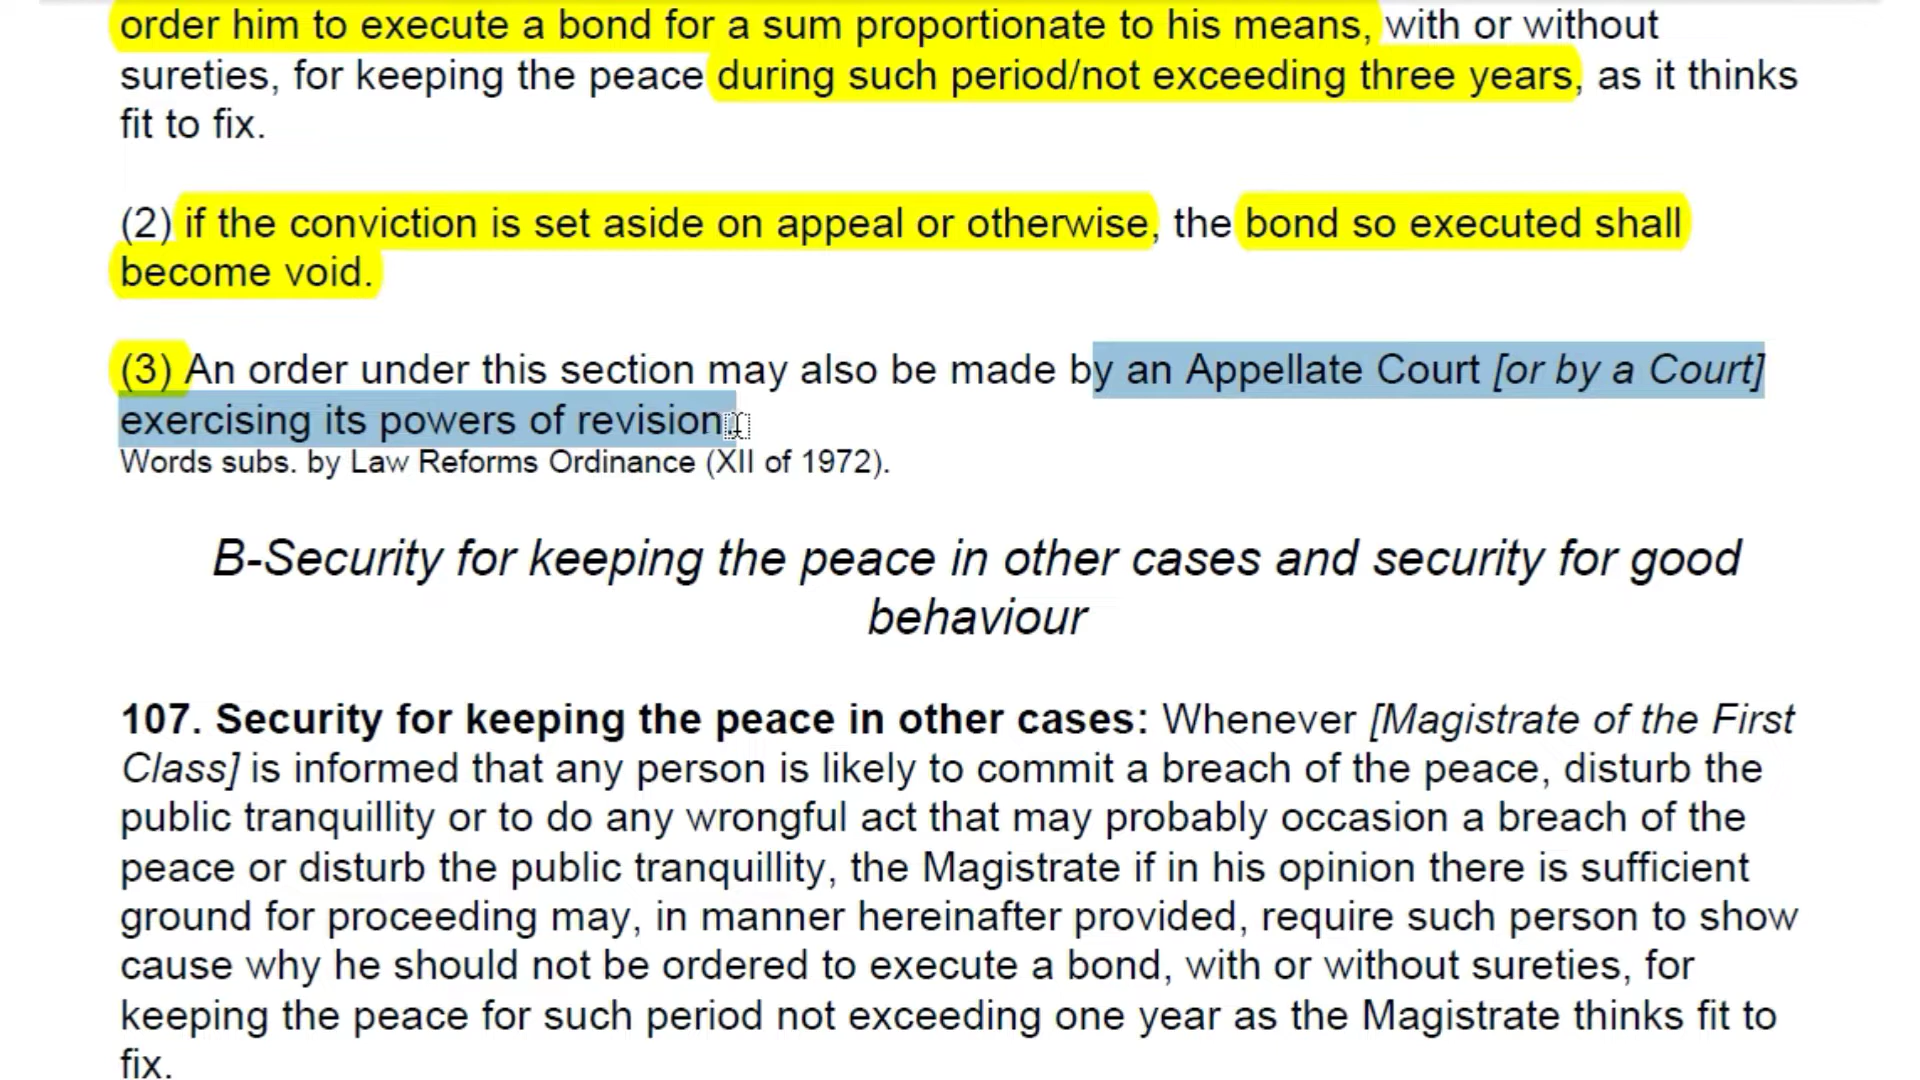 order him to execute a bond for a sum proportionate to his means, with or without
sureties, for keeping the peace during such period/not exceeding three years, as it thinks
fit to fix.
(2) if the conviction is set aside on appeal or otherwise, the bond so executed shall
become void.
(3) An order under this section may also be made by an Appellate Court [or by a Court]
exercising its powers of revision.
Words subs. by Law Reforms Ordinance (XII of 1972).
B-Security for keeping the peace in other cases and security for good
behaviour
107. Security for keeping the peace in other cases: Whenever [Magistrate of the First
Class] is informed that any person is likely to commit a breach of the peace, disturb the
public tranquillity or to do any wrongful act that may probably occasion a breach of the
peace or disturb the public tranquillity, the Magistrate if in his opinion there is sufficient
ground for proceeding may, in manner hereinafter provided, require such person to show
cause why he should not be ordered to execute a bond, with or without sureties, for
keeping the peace for such period not exceeding one year as the Magistrate thinks fit to
fix.